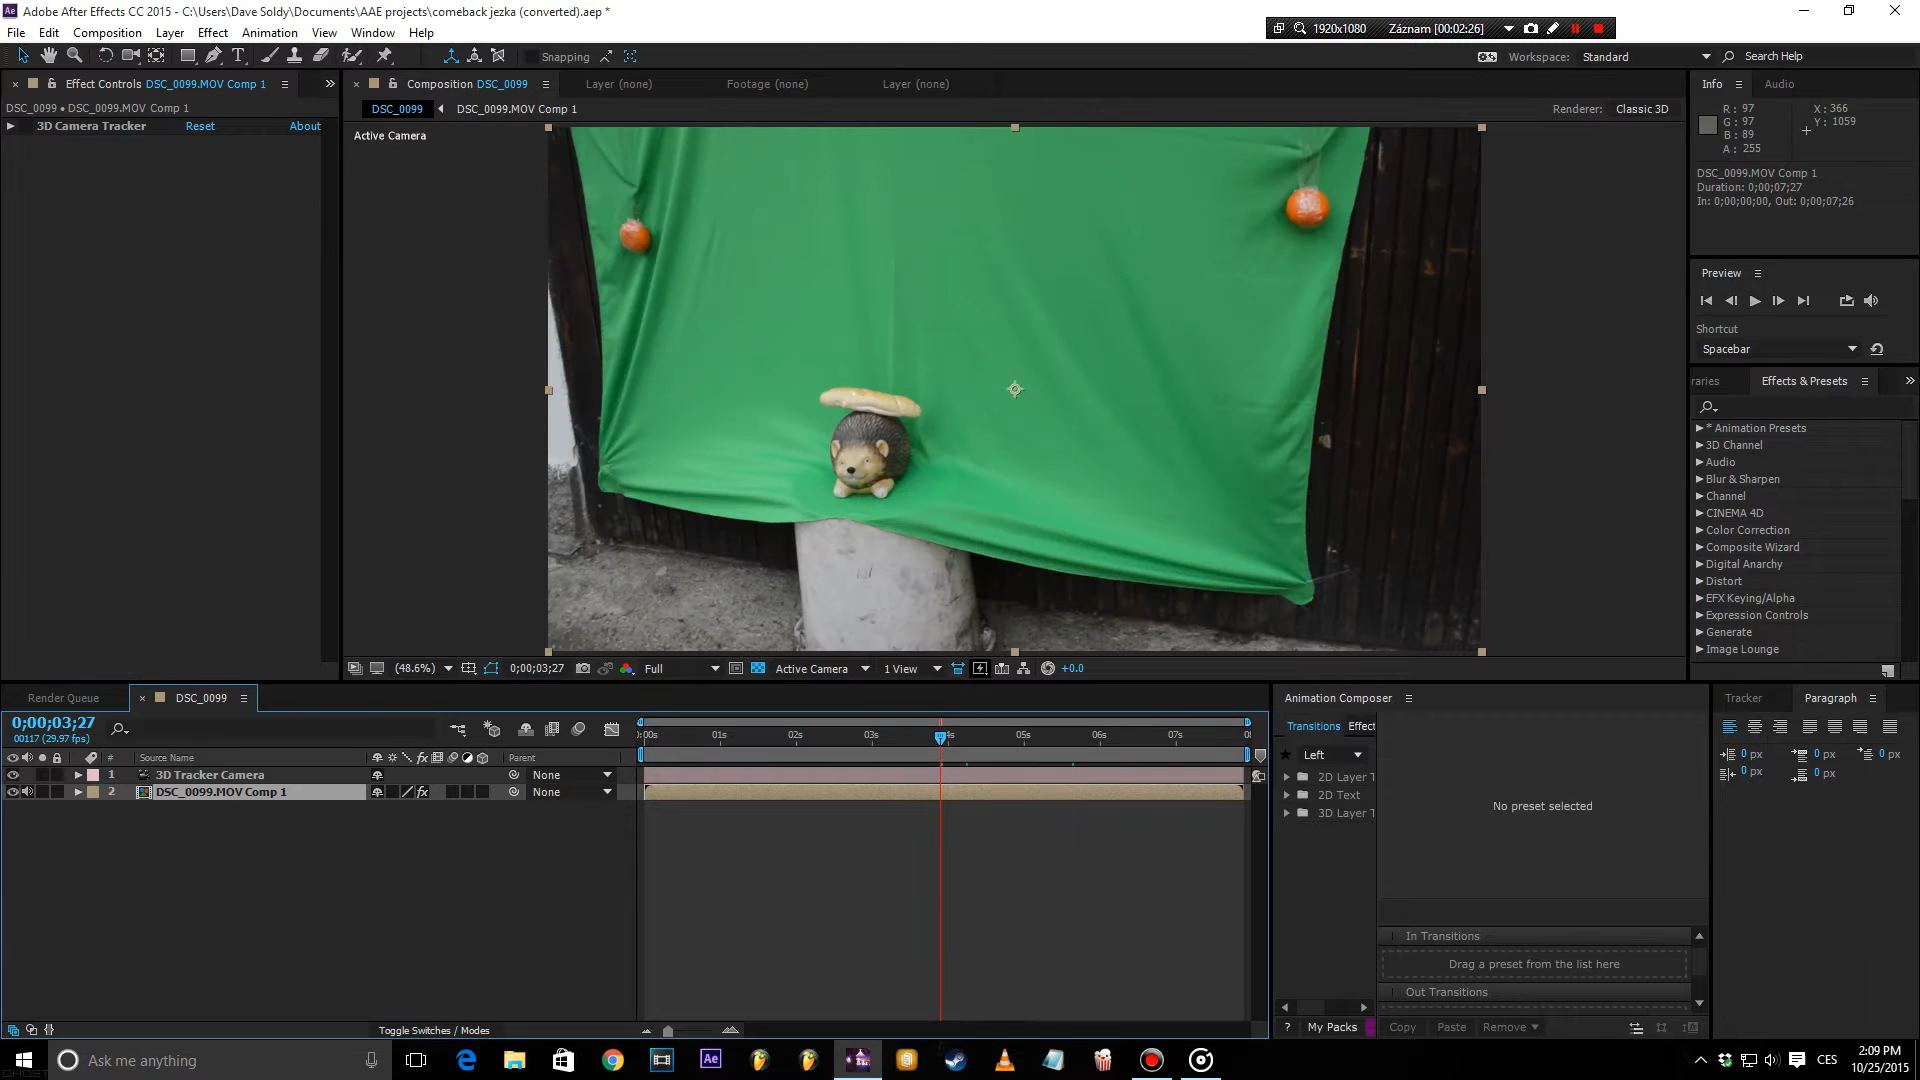 Adobe After Effects CC 2015 - C:\Users\Dave Soldy\Documents\AAE projects\comeback jezka (converted).aep *
1920x1080 Záznam [00:02:26]
File Edit Composition Layer Effect Animation View Window Help
Snapping
Workspace: Standard
Search Help
Effect Controls DSC_0099.MOV Comp 1
Composition DSC_0099
Layer (none)
Footage (none)
Layer (none)
Info
Audio
DSC_0099 • DSC_0099.MOV Comp 1
DSC_0099
DSC_0099.MOV Comp 1
Renderer: Classic 3D
R: 97
X: 366
G: 97
Y: 1059
B: 89
A: 255
3D Camera Tracker Reset About
Active Camera
DSC_0099.MOV Comp 1
Duration: 0;00;07;27
In: 0;00;00;00, Out: 0;00;07;26
Preview
Shortcut
Spacebar
raries
Effects & Presets
* Animation Presets
3D Channel
Audio
Blur & Sharpen
Channel
CINEMA 4D
Color Correction
Composite Wizard
Digital Anarchy
Distort
EFX Keying/Alpha
Expression Controls
Generate
Image Lounge
(48.6%) 0;00;03;27 Full Active Camera 1 View +0.0
Render Queue
DSC_0099
0;00;03;27
00117 (29.97 fps)
:00s 01s 02s 03s 4s 05s 06s 07s 0
# Source Name Parent
1 3D Tracker Camera None
2 DSC_0099.MOV Comp 1 fx None
Toggle Switches / Modes
Animation Composer
Transitions Effect
Left
2D Layer T
2D Text
3D Layer T
No preset selected
In Transitions
Drag a preset from the list here
Out Transitions
? My Packs Copy Paste Remove
Tracker
Paragraph
0 px 0 px 0 px
0 px 0 px
Ask me anything
Ae
CES
2:09 PM
10/25/2015